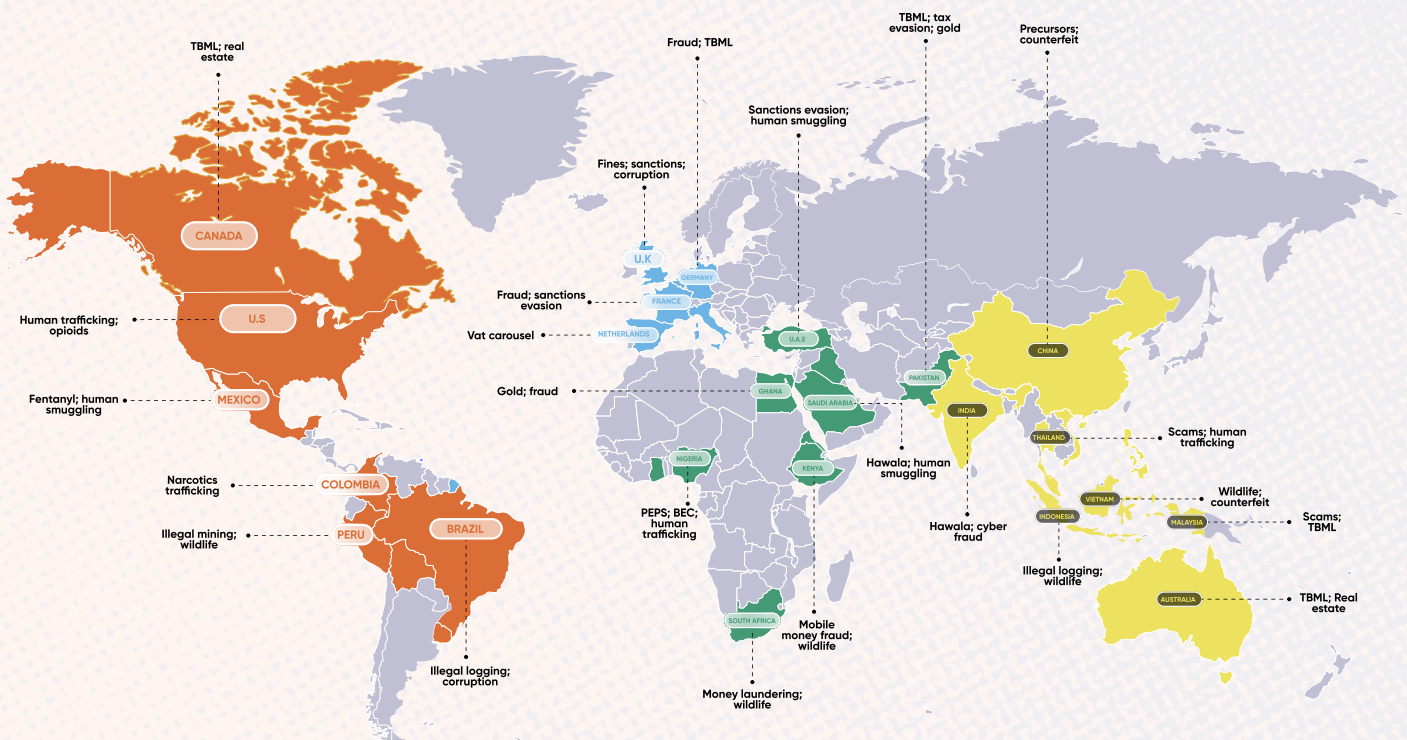 TBML; real
estate
CANADA
Human trafficking;
opioids
U.S
Fentanyl; human
smuggling
MEXICO
Narcotics
trafficking
COLOMBIA
Illegal mining;
wildlife
PERU
BRAZIL
Illegal logging;
corruption
Fines; sanctions;
corruption
U.K
Fraud; TBML
GERMANY
Fraud; sanctions
evasion
FRANCE
Vat carousel
NETHERLANDS
Sanctions evasion;
human smuggling
U.A.E
Gold; fraud
GHANA
SAUDI ARABIA
Hawala; human
smuggling
NIGERIA
PEPS; BEC;
human
trafficking
KENYA
Mobile
money fraud;
wildlife
SOUTH AFRICA
Money laundering;
wildlife
TBML; tax
evasion; gold
PAKISTAN
Precursors;
counterfeit
CHINA
INDIA
Hawala; cyber
fraud
THAILAND
Scams; human
trafficking
VIETNAM
Wildlife;
counterfeit
INDONESIA
Illegal logging;
wildlife
MALAYSIA
Scams;
TBML
AUSTRALIA
TBML; Real
estate